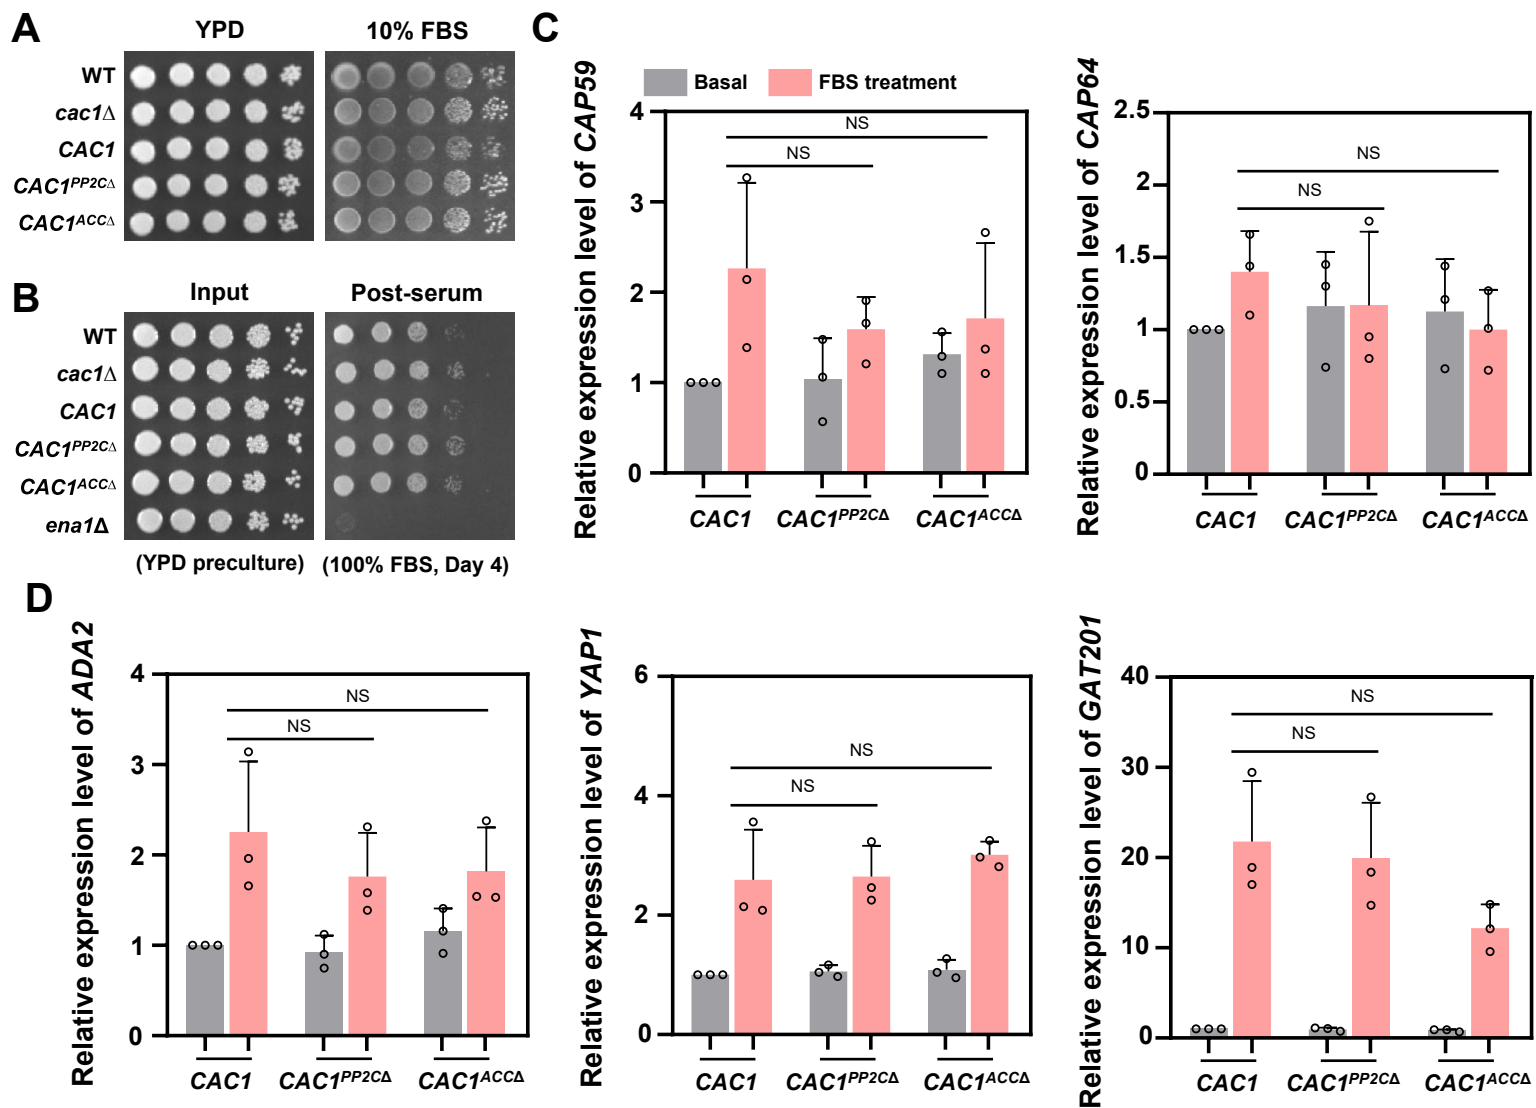 A
YPD
10% FBS
WT
cac1Δ
CAC1
CAC1PP2CΔ
CAC1ACCΔ
B
Input
Post-serum
WT
cac1Δ
CAC1
CAC1PP2CΔ
CAC1ACCΔ
ena1Δ
(YPD preculture)
(100% FBS, Day 4)
C
Basal
FBS treatment
Relative expression level of CAP59
4
3
2
1
0
NS
NS
CAC1
CAC1PP2CΔ
CAC1ACCΔ
Relative expression level of CAP64
2.5
2
1.5
1
0.5
0
NS
NS
CAC1
CAC1PP2CΔ
CAC1ACCΔ
D
Relative expression level of ADA2
4
3
2
1
0
NS
NS
CAC1
CAC1PP2CΔ
CAC1ACCΔ
Relative expression level of YAP1
6
4
2
0
NS
NS
CAC1
CAC1PP2CΔ
CAC1ACCΔ
Relative expression level of GAT201
40
30
20
10
0
NS
NS
CAC1
CAC1PP2CΔ
CAC1ACCΔ